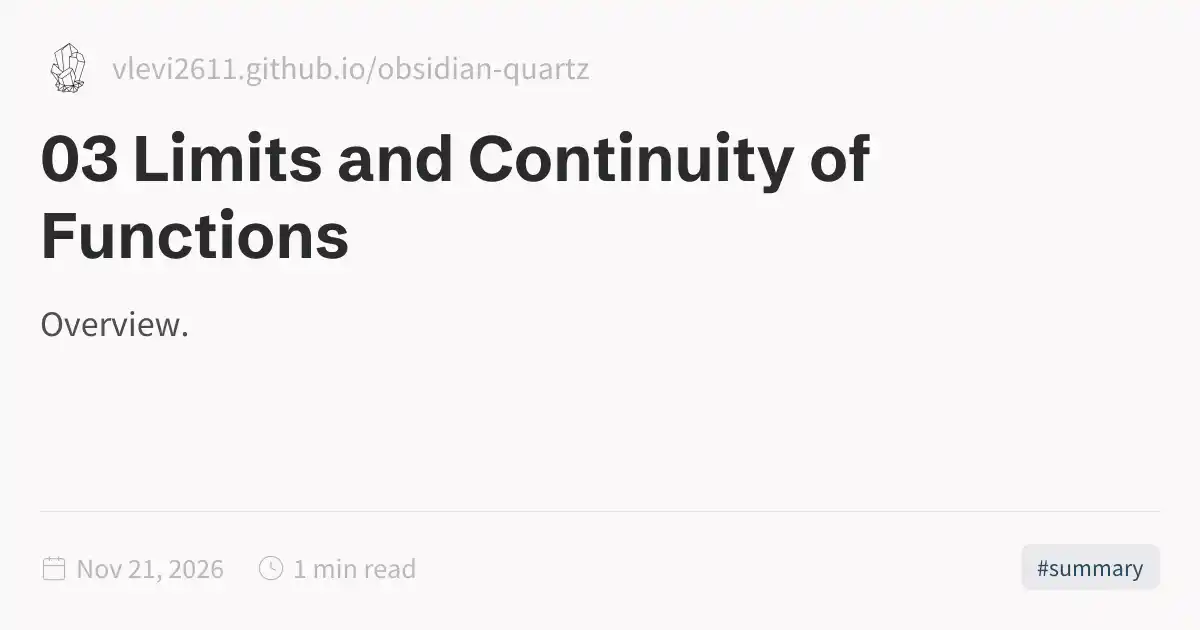 vlevi2611.github.io/obsidian-quartz
03 Limits and Continuity of
Functions
Overview.
Nov 21, 2026
1 min read
#summary